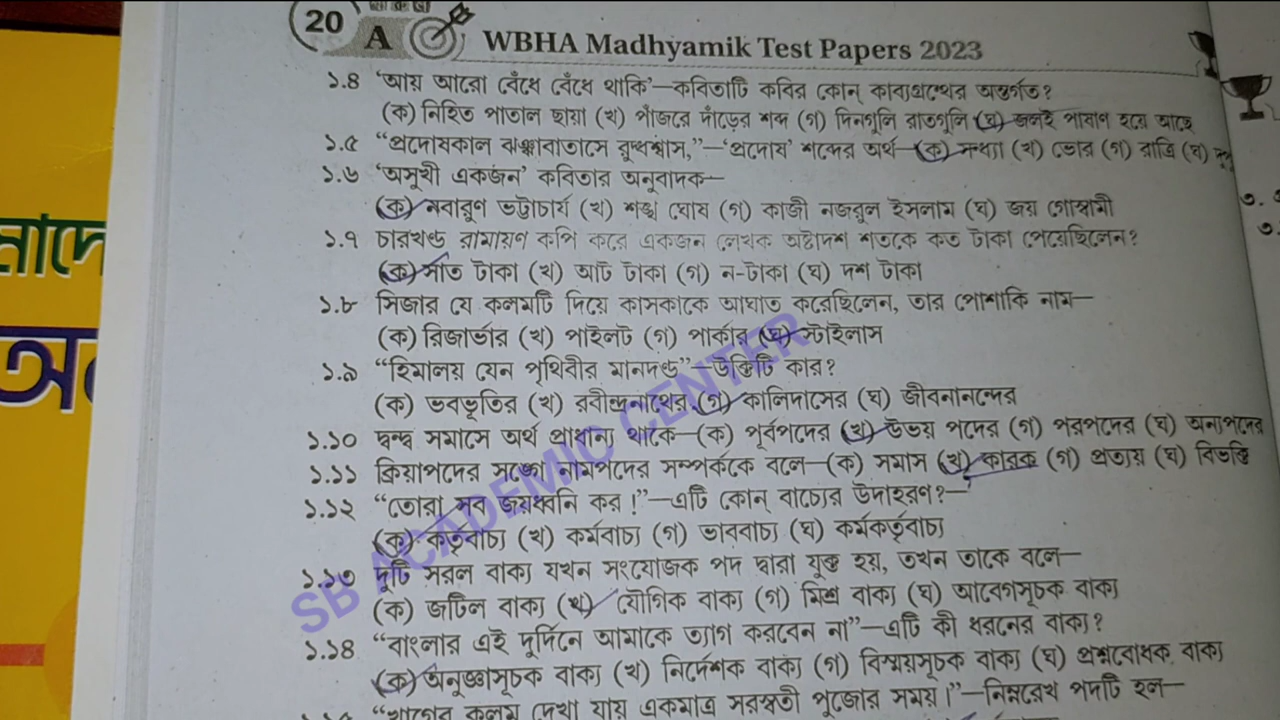 20
A
WBHA Madhyamik Test Papers 2023
১.৪ ‘আয় আরো বেঁধে বেঁধে থাকি’—কবিতাটি কবির কোন্ কাব্যগ্রন্থের অন্তর্গত?
(ক) নিহিত পাতাল ছায়া (খ) পাঁজরে দাঁড়ের শব্দ (গ) দিনগুলি রাতগুলি (ঘ) জলই পাষাণ হয়ে আছে
১.৫ “প্রদোষকাল ঝঞ্ঝাবাতাসে রুদ্ধশ্বাস,”—‘প্রদোষ’ শব্দের অর্থ—(ক) সন্ধ্যা (খ) ভোর (গ) রাত্রি (ঘ)
১.৬ ‘অসুখী একজন’ কবিতার অনুবাদক—
(ক) নবারুণ ভট্টাচার্য (খ) শঙ্খ ঘোষ (গ) কাজী নজরুল ইসলাম (ঘ) জয় গোস্বামী
১.৭ চারখণ্ড রামায়ণ কপি করে একজন লেখক অষ্টাদশ শতকে কত টাকা পেয়েছিলেন?
(ক) সাত টাকা (খ) আট টাকা (গ) ন-টাকা (ঘ) দশ টাকা
১.৮ সিজার যে কলমটি দিয়ে কাসকাকে আঘাত করেছিলেন, তার পোশাকি নাম—
(ক) রিজার্ভার (খ) পাইলট (গ) পার্কার (ঘ) স্টাইলাস
১.৯ “হিমালয় যেন পৃথিবীর মানদণ্ড”—উক্তিটি কার?
(ক) ভবভূতির (খ) রবীন্দ্রনাথের (গ) কালিদাসের (ঘ) জীবনানন্দের
১.১০ দ্বন্দ্ব সমাসে অর্থ প্রাধান্য থাকে—(ক) পূর্বপদের (খ) উভয় পদের (গ) পরপদের (ঘ) অন্যপদের
১.১১ ক্রিয়াপদের সঙ্গে নামপদের সম্পর্ককে বলে—(ক) সমাস (খ) কারক (গ) প্রত্যয় (ঘ) বিভক্তি
১.১২ “তোরা সব জয়ধ্বনি কর!”—এটি কোন্ বাচ্যের উদাহরণ?—
(ক) কর্তৃবাচ্য (খ) কর্মবাচ্য (গ) ভাববাচ্য (ঘ) কর্মকর্তৃবাচ্য
১.১৩ দুটি সরল বাক্য যখন সংযোজক পদ দ্বারা যুক্ত হয়, তখন তাকে বলে—
(ক) জটিল বাক্য (খ) যৌগিক বাক্য (গ) মিশ্র বাক্য (ঘ) আবেগসূচক বাক্য
১.১৪ “বাংলার এই দুর্দিনে আমাকে ত্যাগ করবেন না”—এটি কী ধরনের বাক্য?
(ক) অনুজ্ঞাসূচক বাক্য (খ) নির্দেশক বাক্য (গ) বিস্ময়সূচক বাক্য (ঘ) প্রশ্নবোধক বাক্য
“খাগের কলম দেখা যায় একমাত্র সরস্বতী পুজোর সময়।”—নিম্নরেখ পদটি হল—
SB ACADEMIC CENTER